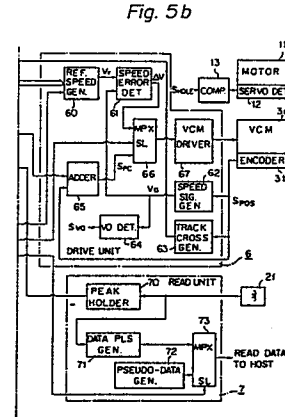 Fig. 5b
REF.
SPEED
GEN.
60
Vr
SPEED
ERROR
DET
61
ΔV
13
COMP.
MOTOR
SERVO DET.
12
MPX
SL
66
VCM
DRIVER
67
VCM
ENCODER
ADDER
65
SPC
VD
62
SPEED
SIG.
GEN
SPOS
VO DET.
64
DRIVE UNIT
TRACK
CROSS
GEN.
63
6
PEAK
HOLDER
70
READ UNIT
21
DATA PLS
GEN.
71
72
PSEUDO-DATA
GEN.
73
MPX
SL
READ DATA
TO HOST
7